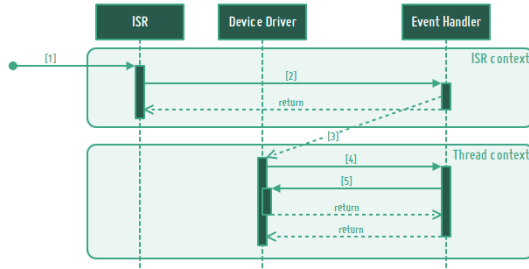 ISR Device Driver Event Handler
[1]
ISR context
[2]
return
[3]
Thread context
[4]
[5]
return
return